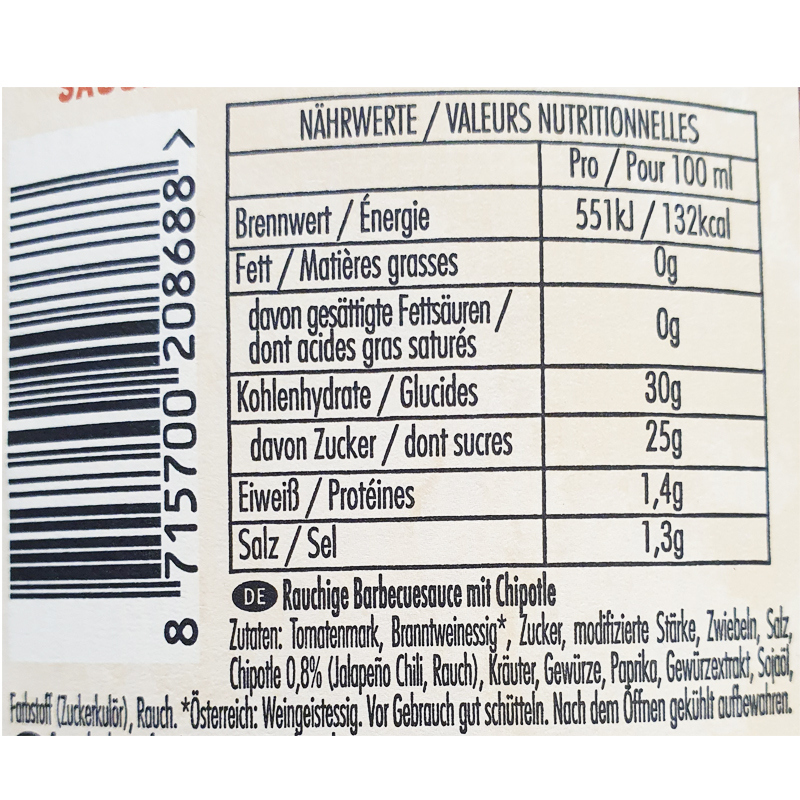 NÄHRWERTE / VALEURS NUTRITIONNELLES
Pro / Pour 100 ml
Brennwert / Énergie 551kJ / 132kcal
Fett / Matières grasses 0g
davon gesättigte Fettsäuren / 0g
dont acides gras saturés
Kohlenhydrate / Glucides 30g
davon Zucker / dont sucres 25g
Eiweiß / Protéines 1,4g
Salz / Sel 1,3g
8 715700 208688 >
DE Rauchige Barbecuesauce mit Chipotle
Zutaten: Tomatenmark, Branntweinessig*, Zucker, modifizierte Stärke, Zwiebeln, Salz,
Chipotle 0,8% (Jalapeño Chili, Rauch), Kräuter, Gewürze, Paprika, Gewürzextrakt, Sojaöl,
Farbstoff (Zuckerkulör), Rauch. *Österreich: Weingeistessig. Vor Gebrauch gut schütteln. Nach dem Öffnen gekühlt aufbewahren.